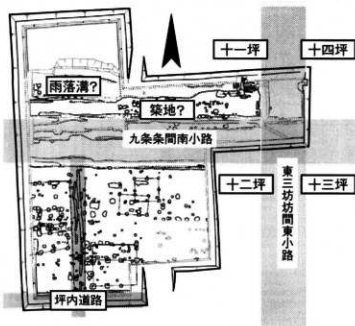 十一坪
十四坪
雨落溝?
築地?
九条条間南小路
十二坪
十三坪
東三坊坊間東小路
坪内道路